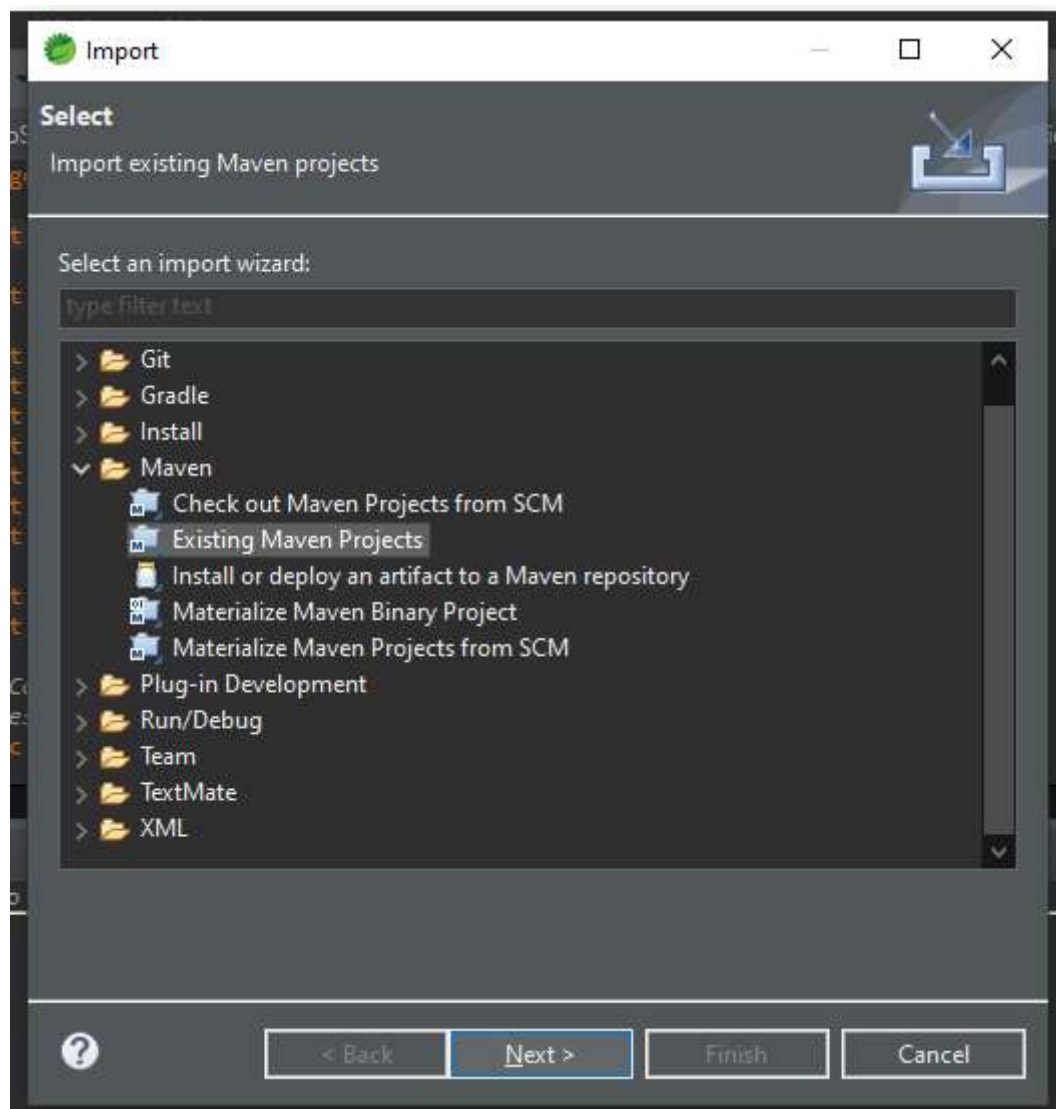 Import
Select
Import existing Maven projects
Select an import wizard:
type filter text
Git
Gradle
Install
Maven
Check out Maven Projects from SCM
Existing Maven Projects
Install or deploy an artifact to a Maven repository
Materialize Maven Binary Project
Materialize Maven Projects from SCM
Plug-in Development
Run/Debug
Team
TextMate
XML
< Back
Next >
Finish
Cancel